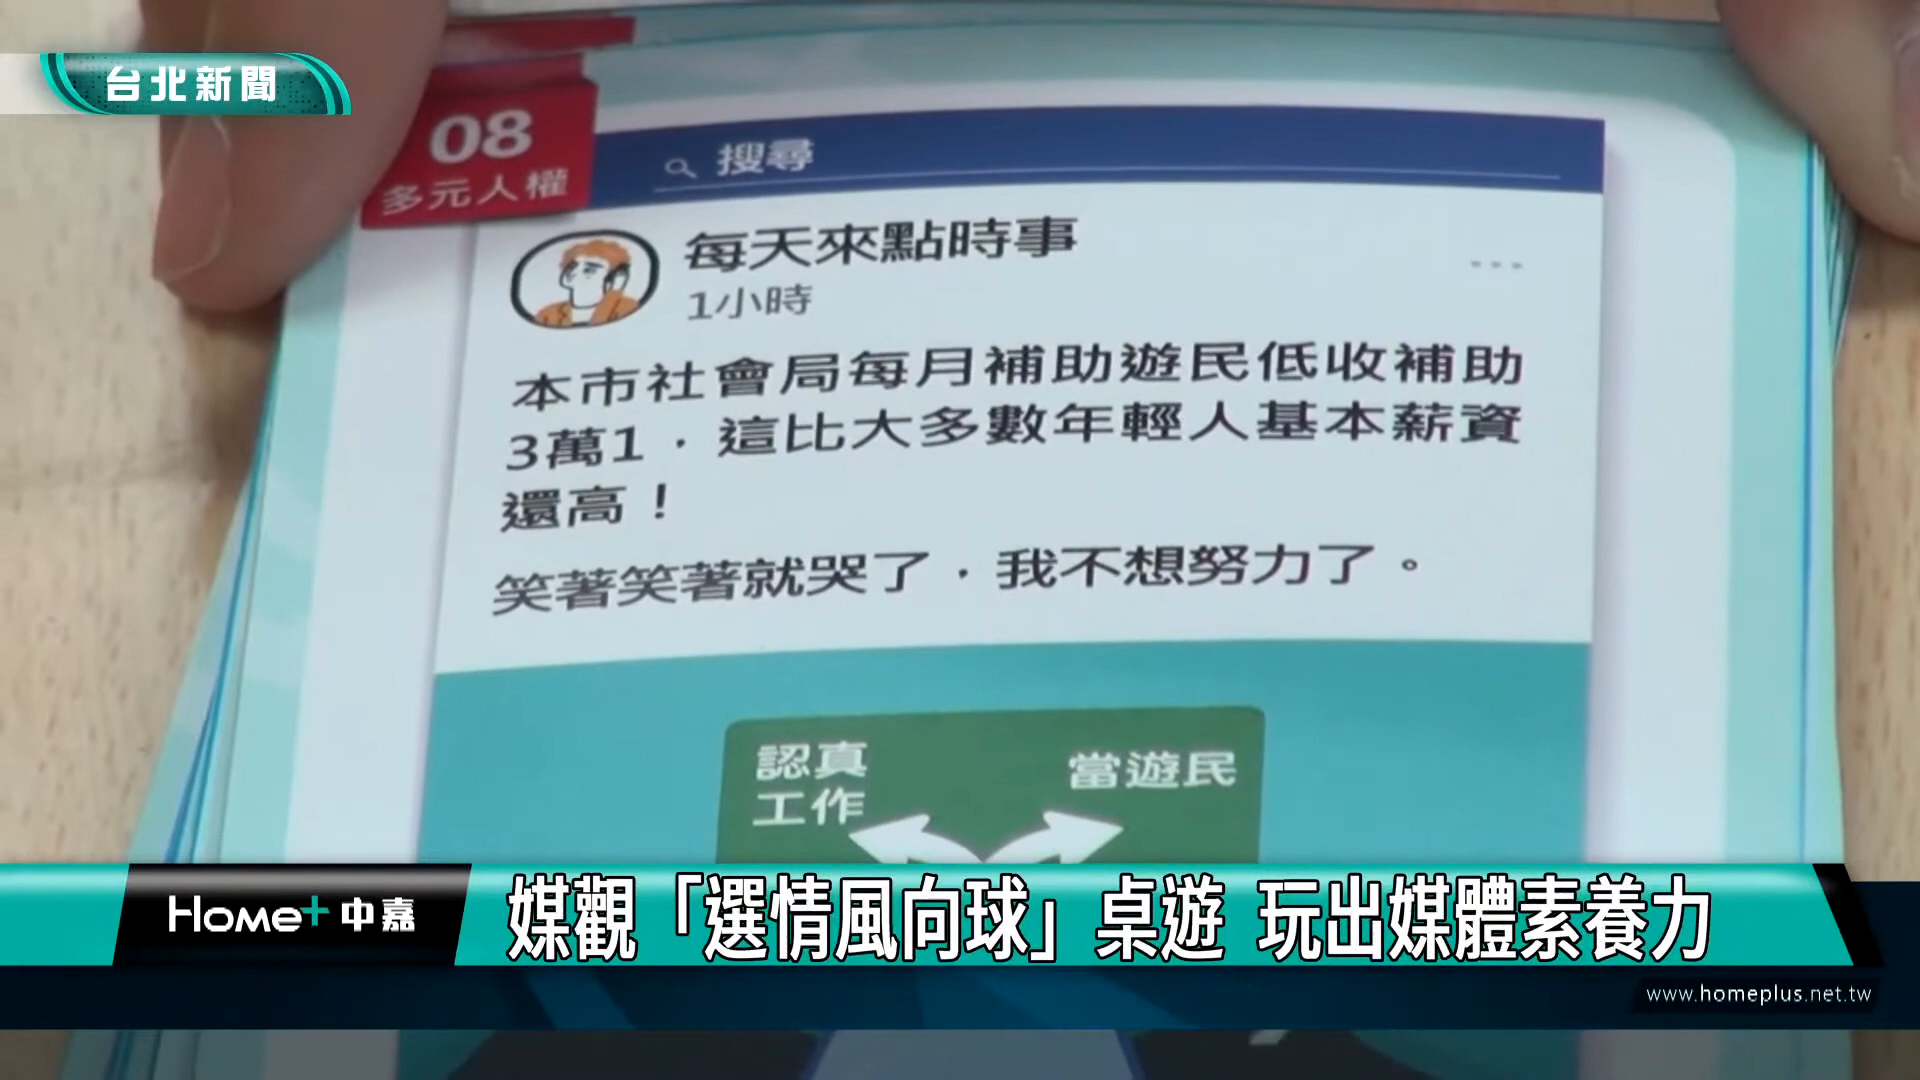 台北新聞
08
多元人權
搜尋
每天來點時事
1小時
本市社會局每月補助遊民低收補助
3萬1，這比大多數年輕人基本薪資
還高！
笑著笑著就哭了，我不想努力了。
認真
工作
當遊民
Home+中嘉
媒觀「選情風向球」桌遊 玩出媒體素養力
www.homeplus.net.tw